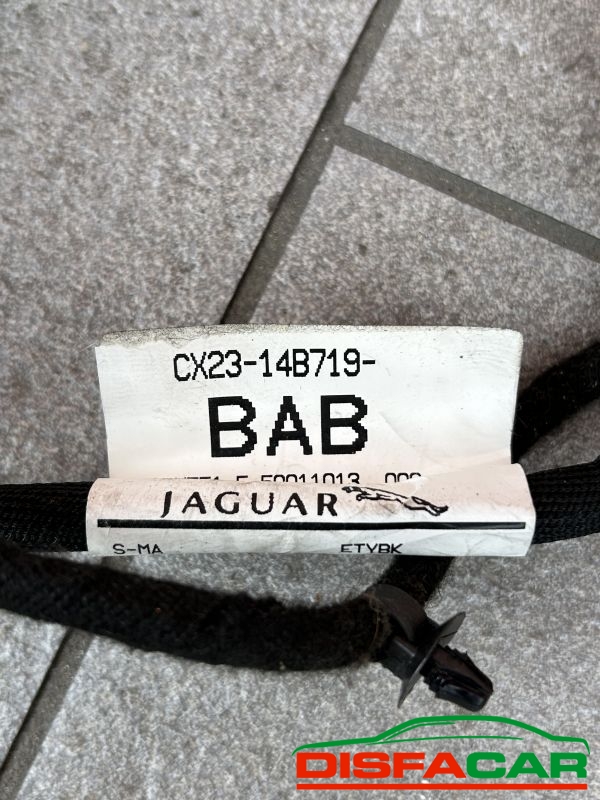 CX23-14B719-
BAB
JAGUAR
S-MA
ETYBK
DISFACAR